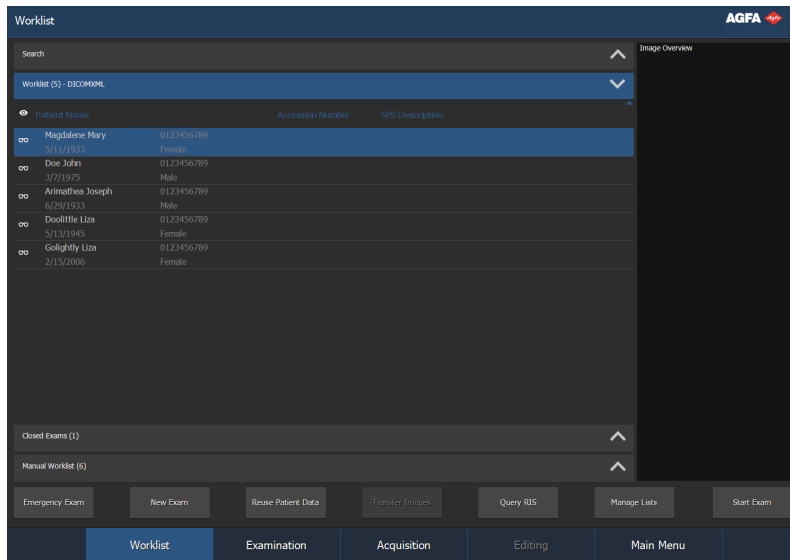 Worklist
AGFA Agfa
Search
Image Overview
Worklist (5) - DICOMXML
Patient Name Accession Number SPS Description
Magdalene Mary 0123456789
5/11/1933 Female
Doe John 0123456789
3/7/1975 Male
Arimathea Joseph 0123456789
6/29/1933 Male
Doolittle Liza 0123456789
5/13/1945 Female
Golightly Liza 0123456789
2/15/2006 Female
Closed Exams (1)
Manual Worklist (6)
Emergency Exam New Exam Reuse Patient Data Transfer Images Query RIS Manage Lists Start Exam
Worklist Examination Acquisition Editing Main Menu